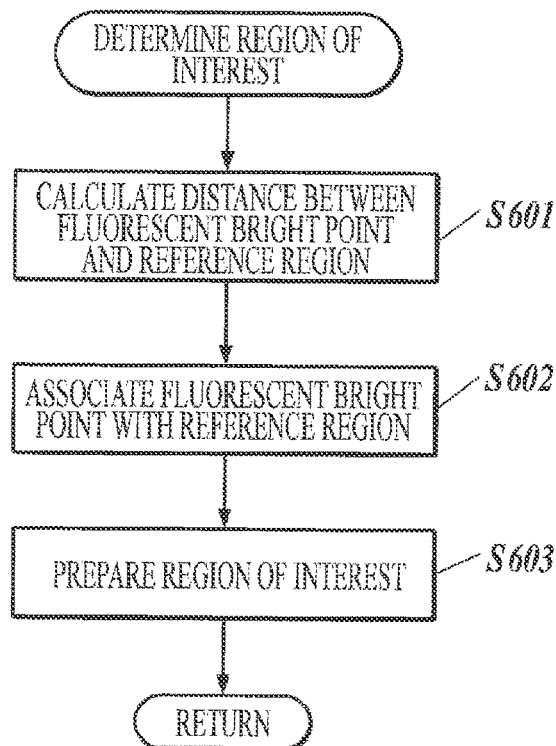 DETERMINE REGION OF
INTEREST
CALCULATE DISTANCE BETWEEN
FLUORESCENT BRIGHT POINT
AND REFERENCE REGION
S601
ASSOCIATE FLUORESCENT BRIGHT
POINT WITH REFERENCE REGION
S602
PREPARE REGION OF INTEREST
S603
RETURN